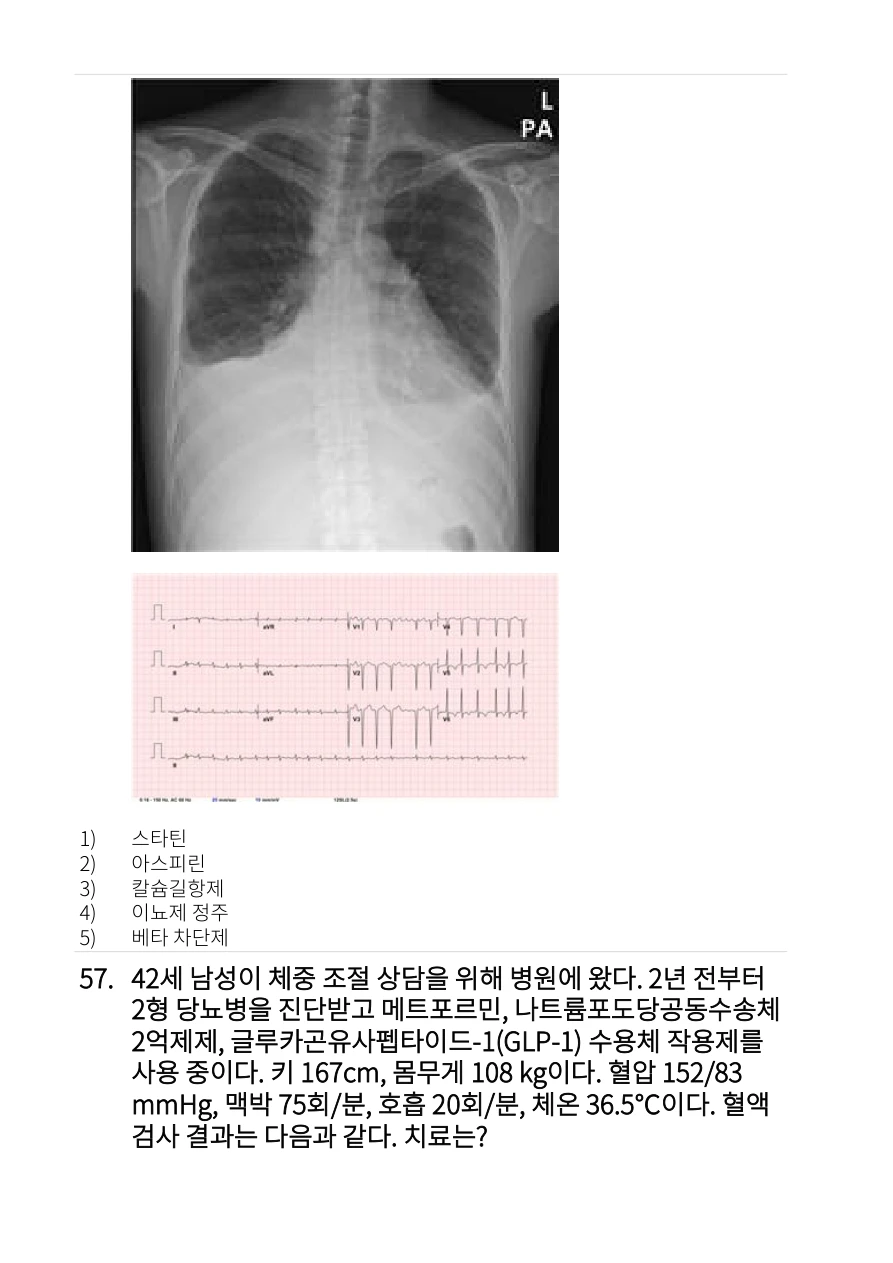 L
PA
I
aVR
V1
V4
II
aVL
V2
V5
III
aVF
V3
V6
II
1) 스타틴
2) 아스피린
3) 칼슘길항제
4) 이뇨제 정주
5) 베타 차단제
57. 42세 남성이 체중 조절 상담을 위해 병원에 왔다. 2년 전부터
2형 당뇨병을 진단받고 메트포르민, 나트륨포도당공동수송체
2억제제, 글루카곤유사펩타이드-1(GLP-1) 수용체 작용제를
사용 중이다. 키 167cm, 몸무게 108 kg이다. 혈압 152/83
mmHg, 맥박 75회/분, 호흡 20회/분, 체온 36.5°C이다. 혈액
검사 결과는 다음과 같다. 치료는?